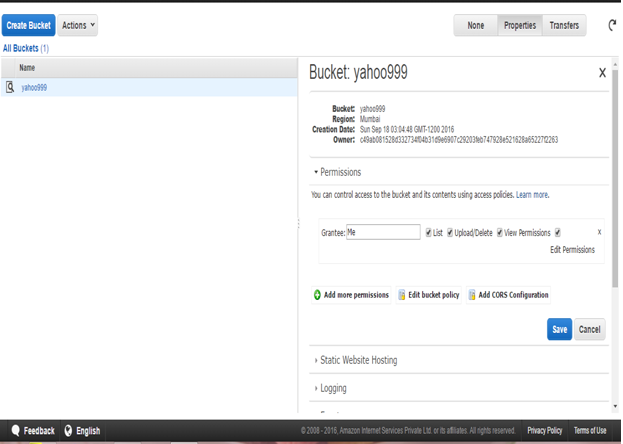 Create Bucket Actions None Properties Transfers
All Buckets (1)
Name
yahoo999
Bucket: yahoo999 X
Bucket: yahoo999
Region: Mumbai
Creation Date: Sun Sep 18 03:04:48 GMT-1200 2016
Owner:
Permissions
You can control access to the bucket and its contents using access policies. Learn more.
Grantee: Me List Upload/Delete View Permissions x
Edit Permissions
Add more permissions Edit bucket policy Add CORS Configuration
Save Cancel
Static Website Hosting
Logging
Feedback English © 2008 - 2016, Amazon Internet Services Private Ltd. or its affiliates. All rights reserved. Privacy Policy Terms of Use